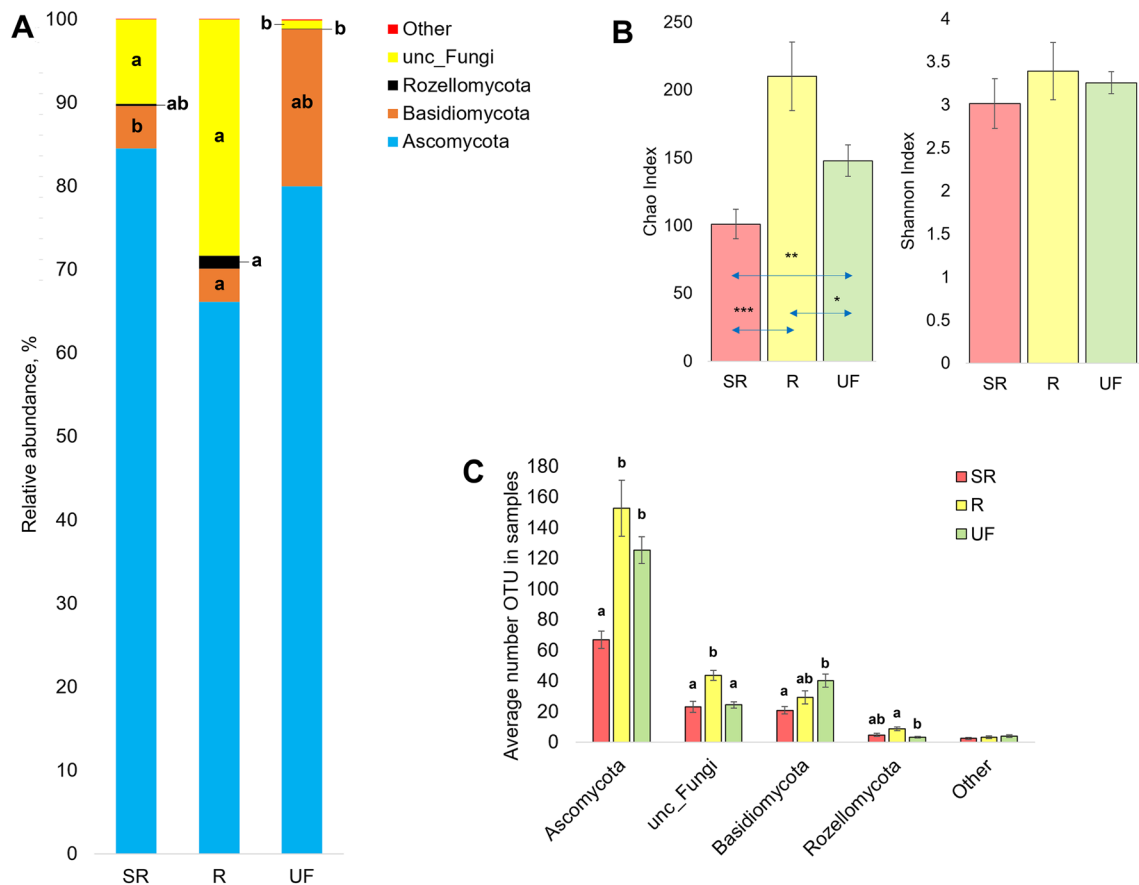 A
Relative abundance, %
100
90
80
70
60
50
40
30
20
10
0
a
ab
b
a
a
a
b
b
ab
SR
R
UF
Other
unc_Fungi
Rozellomycota
Basidiomycota
Ascomycota
B
Chao Index
250
200
150
100
50
0
**
*
***
SR
R
UF
Shannon Index
4
3.5
3
2.5
2
1.5
1
0.5
0
SR
R
UF
C
Average number OTU in samples
180
160
140
120
100
80
60
40
20
0
a
b
b
a
b
a
a
ab
b
ab
a
b
Ascomycota
unc_Fungi
Basidiomycota
Rozellomycota
Other
SR
R
UF